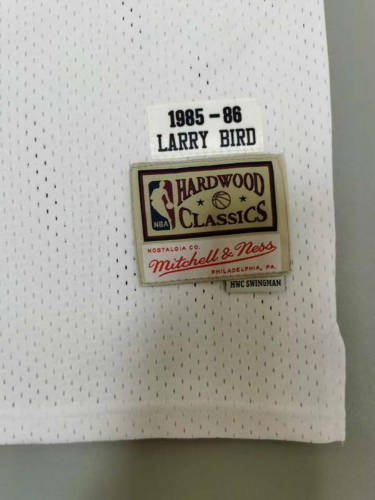 1985-86
LARRY BIRD
HARDWOOD
NBA
CLASSICS
NOSTALGIA CO.
Mitchell & Ness
PHILADELPHIA, PA.
HWC SWINGMAN